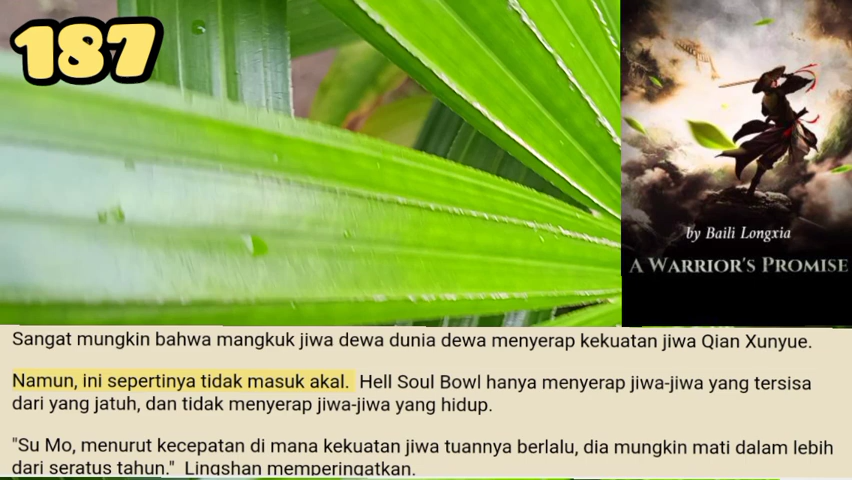 187
by Baili Longxia
A WARRIOR'S PROMISE
Sangat mungkin bahwa mangkuk jiwa dewa dunia dewa menyerap kekuatan jiwa Qian Xunyue.
Namun, ini sepertinya tidak masuk akal. Hell Soul Bowl hanya menyerap jiwa-jiwa yang tersisa
dari yang jatuh, dan tidak menyerap jiwa-jiwa yang hidup.
"Su Mo, menurut kecepatan di mana kekuatan jiwa tuannya berlalu, dia mungkin mati dalam lebih
dari seratus tahun." Lingshan memperingatkan.